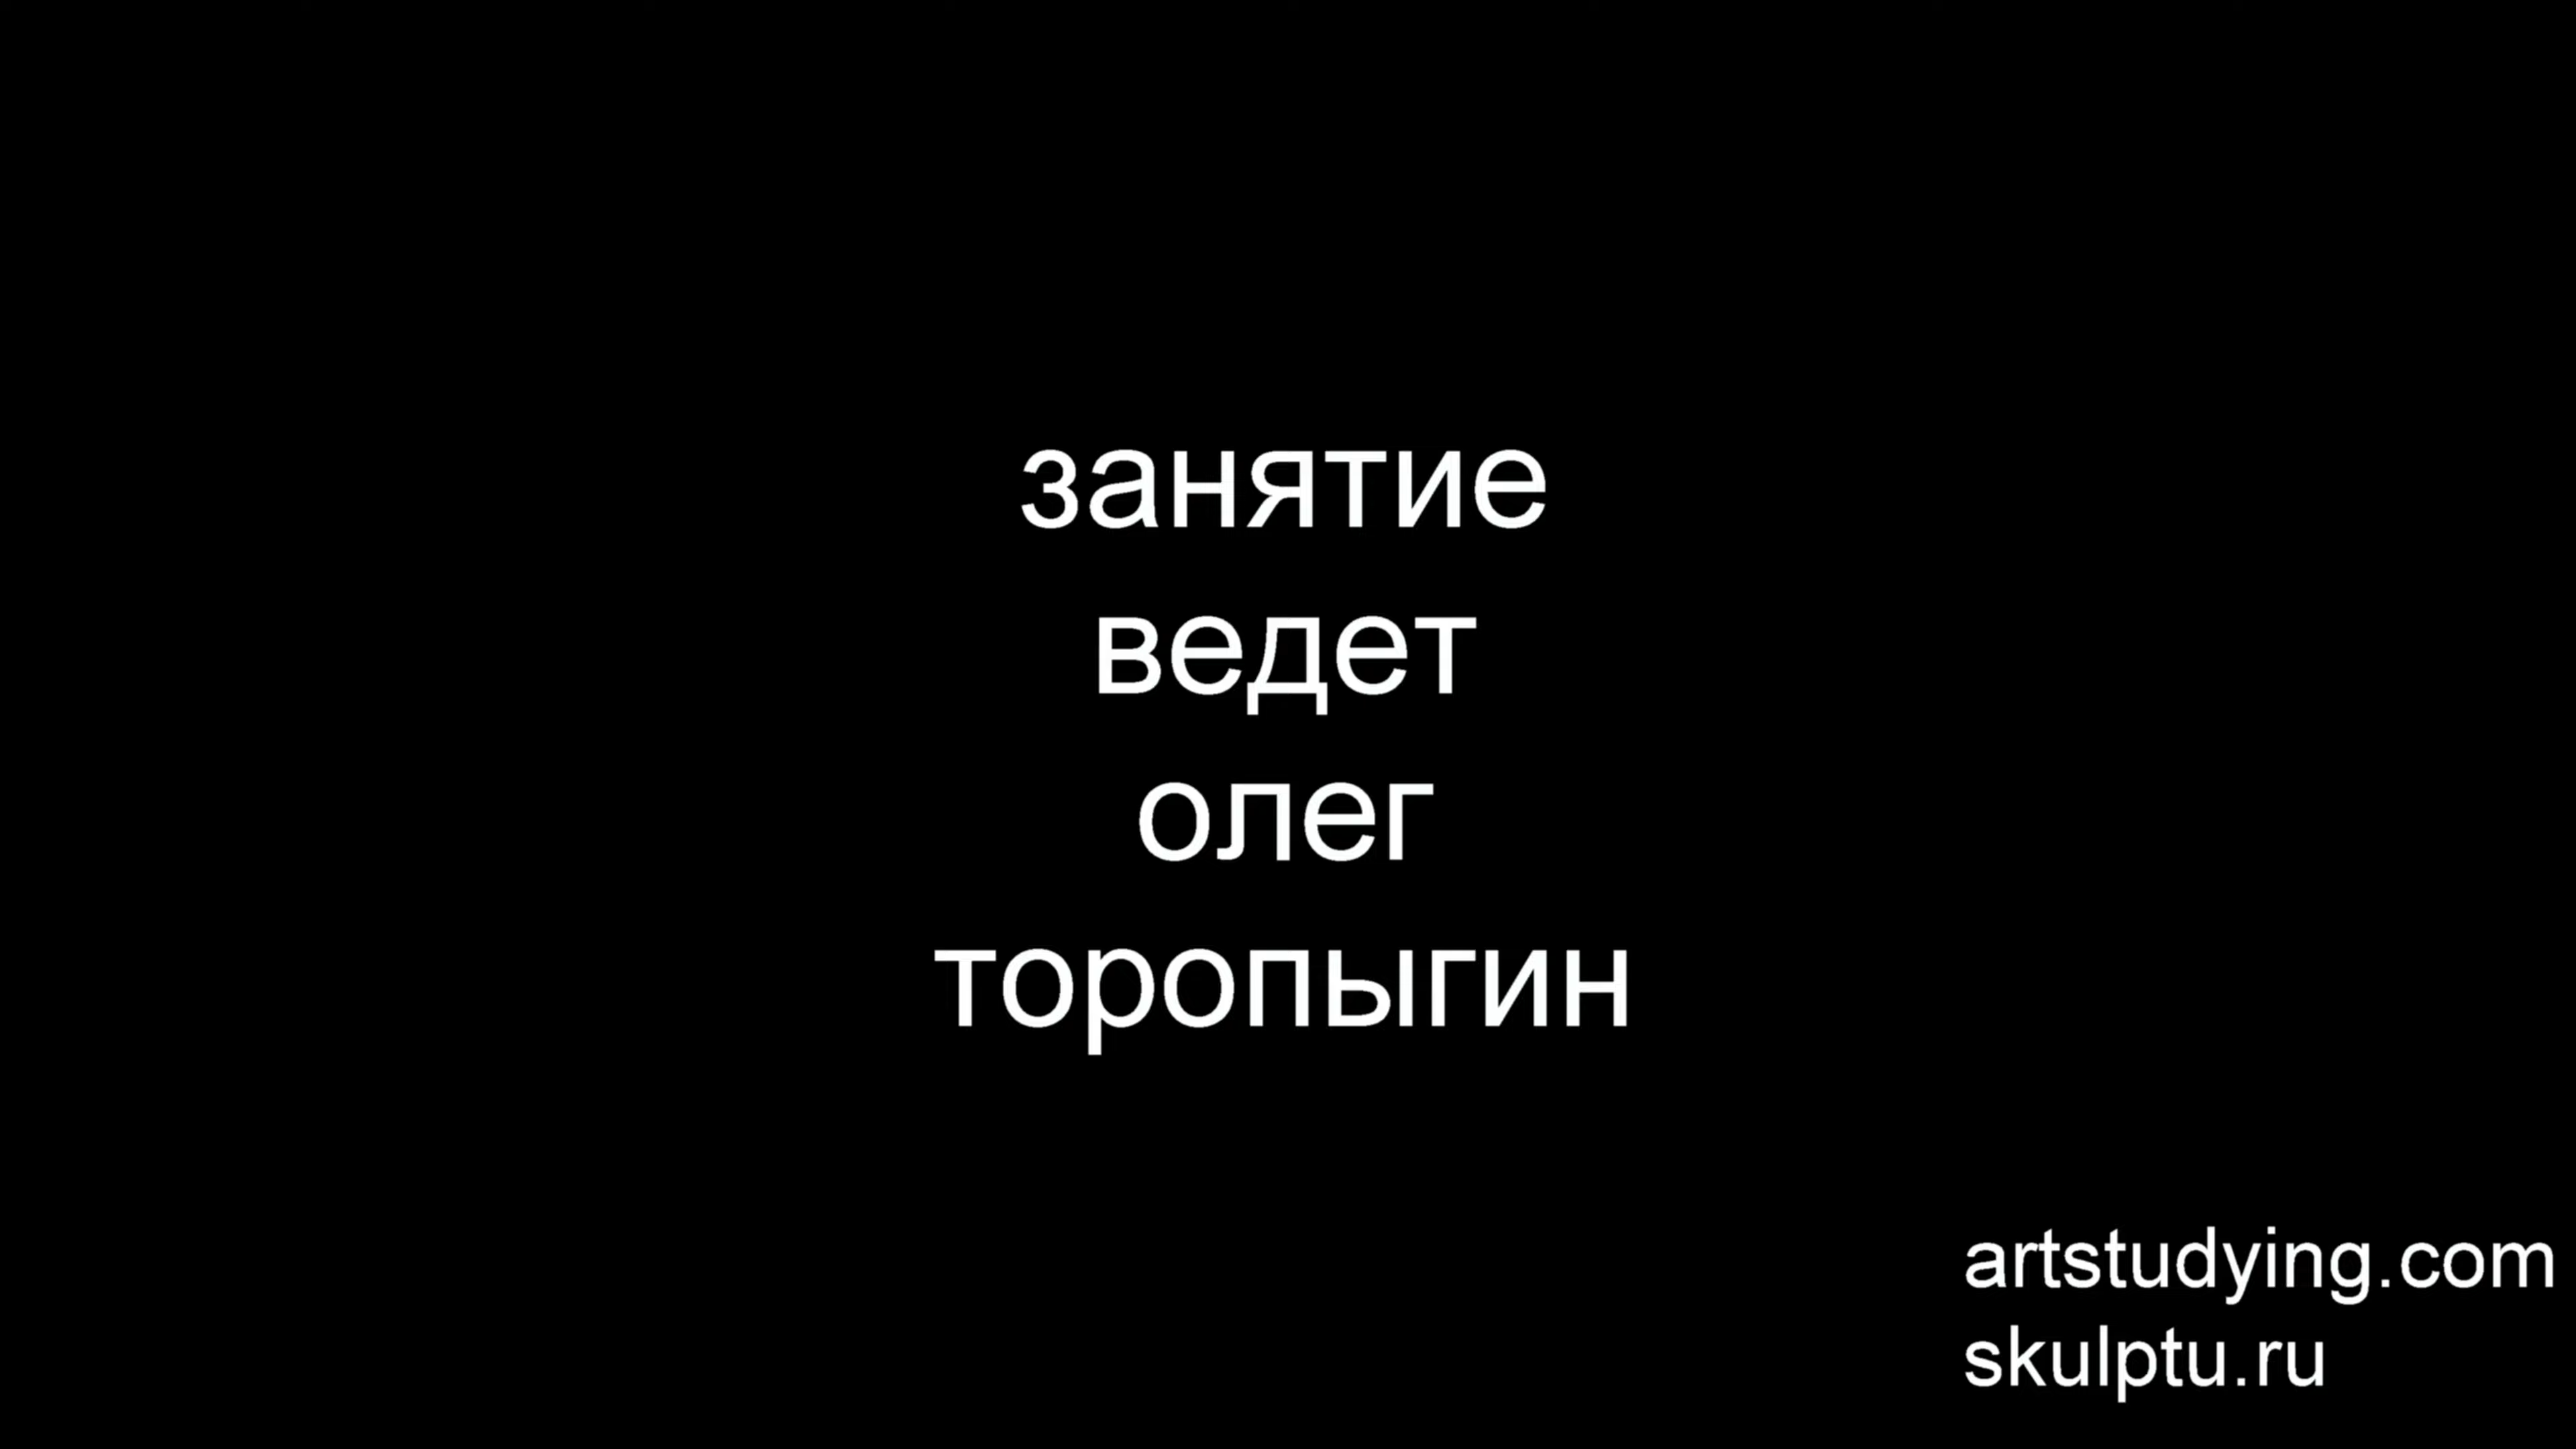 занятие
ведет
олег
торопыгин
artstudying.com
skulptu.ru